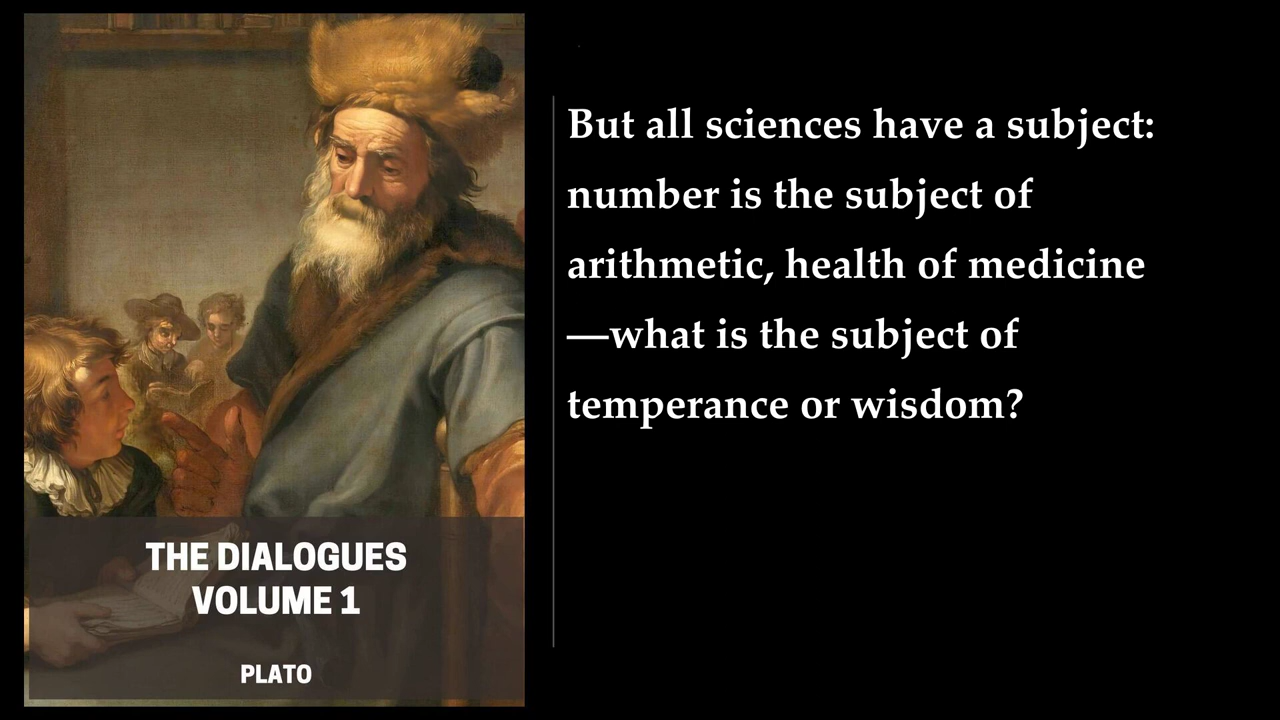 But all sciences have a subject:
number is the subject of
arithmetic, health of medicine
—what is the subject of
temperance or wisdom?
THE DIALOGUES
VOLUME 1
PLATO